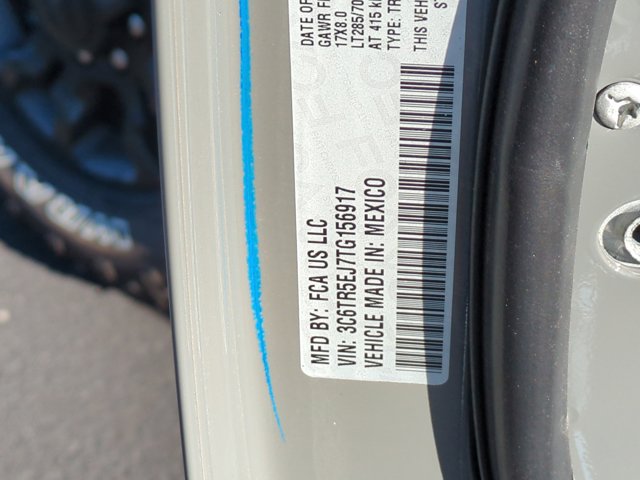 MFD BY: FCA US LLC
DATE OF
GAWR F
VIN: 3C6TR5EJ7TG156917
17X8.0
LT285/70
VEHICLE MADE IN: MEXICO
AT 415 k
TYPE: TR
THIS VEH
S